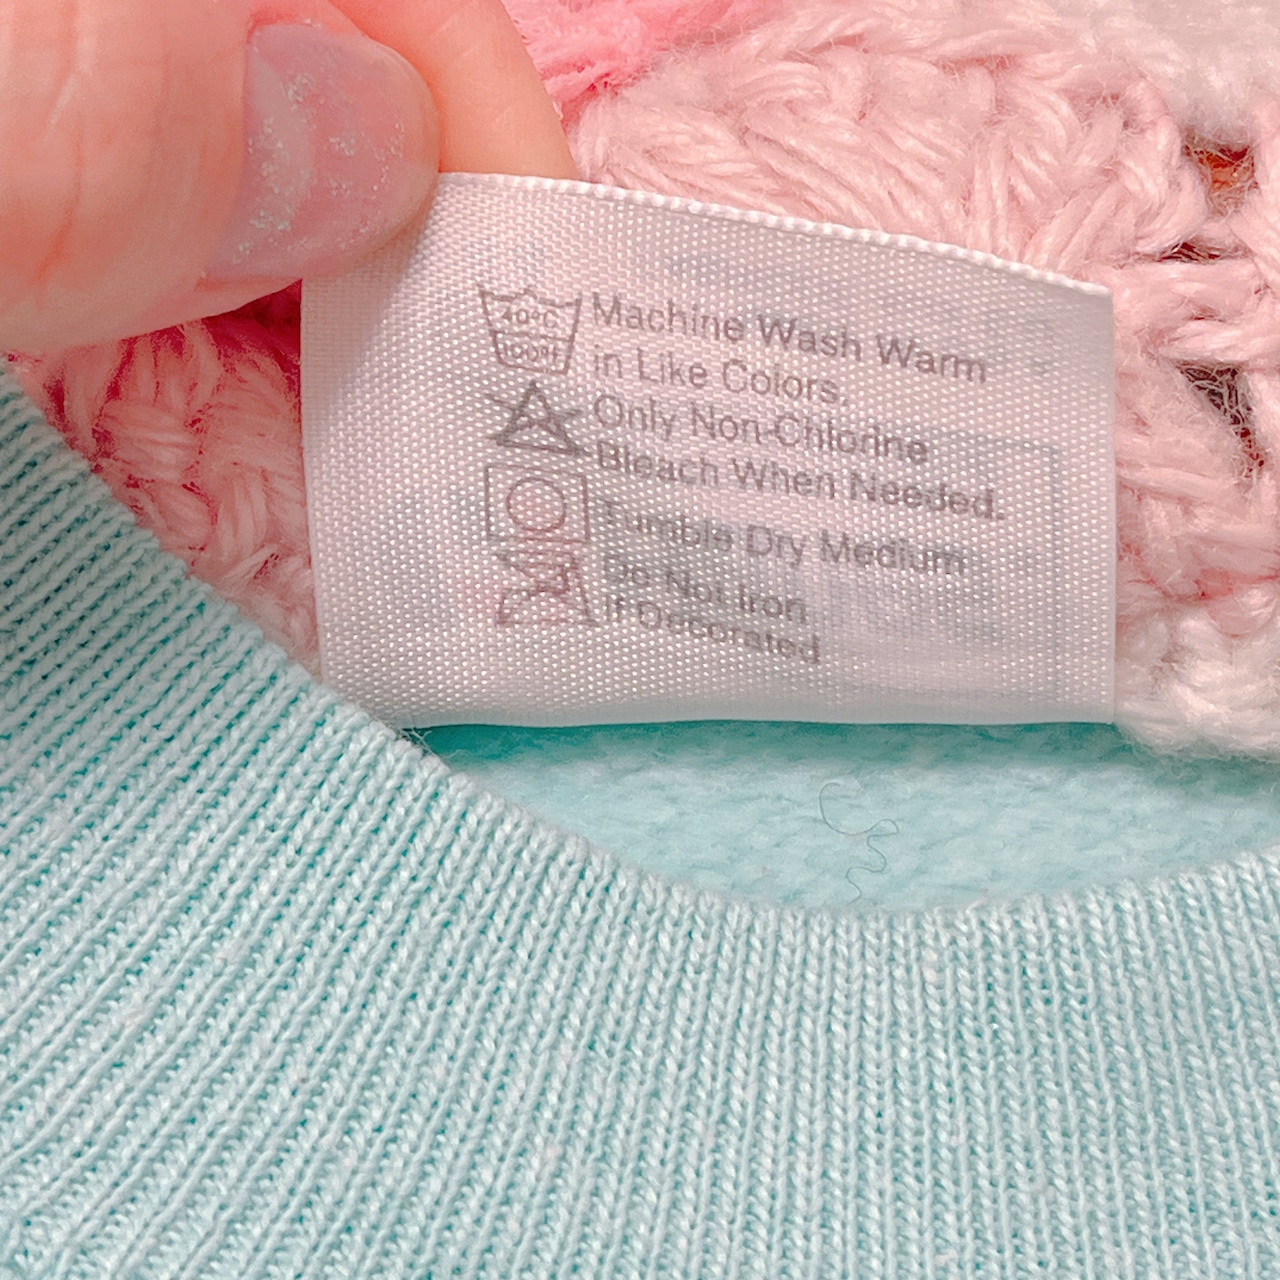 40°C
100°f
Machine Wash Warm
in Like Colors,
Only Non-Chlorine
Bleach When Needed.
Tumble Dry Medium
Do Not Iron
If Decorated